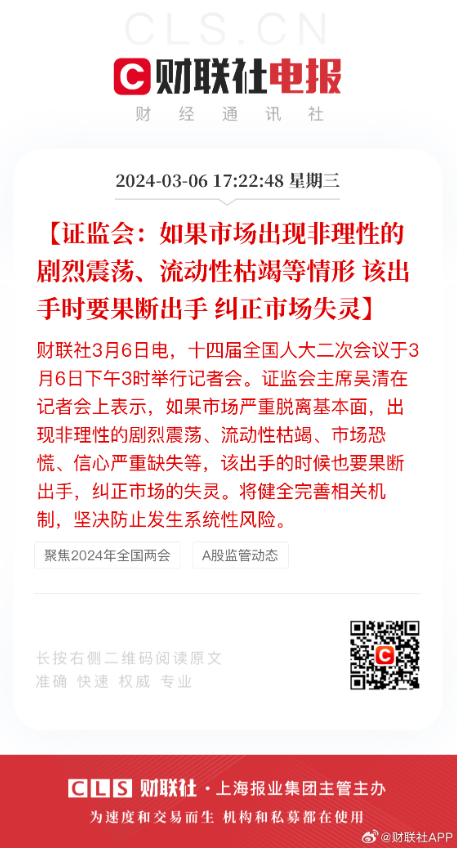 CLS.CN
财联社电报
财经通讯社
2024-03-06 17:22:48 星期三
【证监会：如果市场出现非理性的
剧烈震荡、流动性枯竭等情形 该出
手时要果断出手 纠正市场失灵】
财联社3月6日电，十四届全国人大二次会议于3
月6日下午3时举行记者会。证监会主席吴清在
记者会上表示，如果市场严重脱离基本面，出
现非理性的剧烈震荡、流动性枯竭、市场恐
慌、信心严重缺失等，该出手的时候也要果断
出手，纠正市场的失灵。将健全完善相关机
制，坚决防止发生系统性风险。
聚焦2024年全国两会 A股监管动态
长按右侧二维码阅读原文
准确 快速 权威 专业
CLS 财联社·上海报业集团主管主办
为速度和交易而生 机构和私募都在使用
@财联社APP